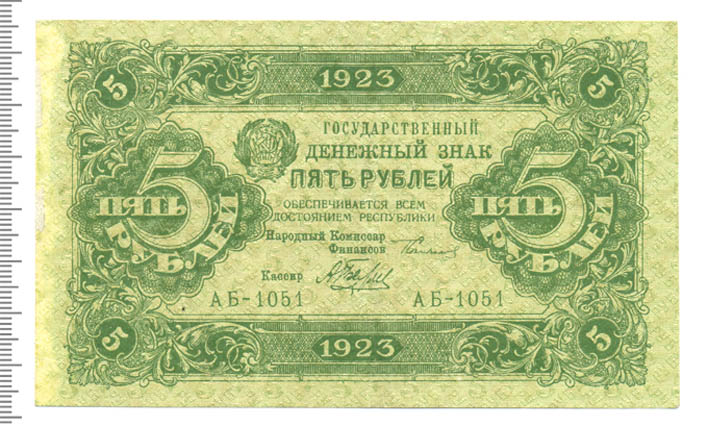 1923
5
5
ГОСУДАРСТВЕННЫЙ
ДЕНЕЖНЫЙ ЗНАК
ПЯТЬ РУБЛЕЙ
ОБЕСПЕЧИВАЕТСЯ ВСЕМ
ДОСТОЯНИЕМ РЕСПУБЛИКИ
5
ПЯТЬ
РУБЛЕЙ
5
ПЯТЬ
РУБЛЕЙ
Народный Комиссар
Финансов
Кассир
АБ-1051
АБ-1051
5
5
1923